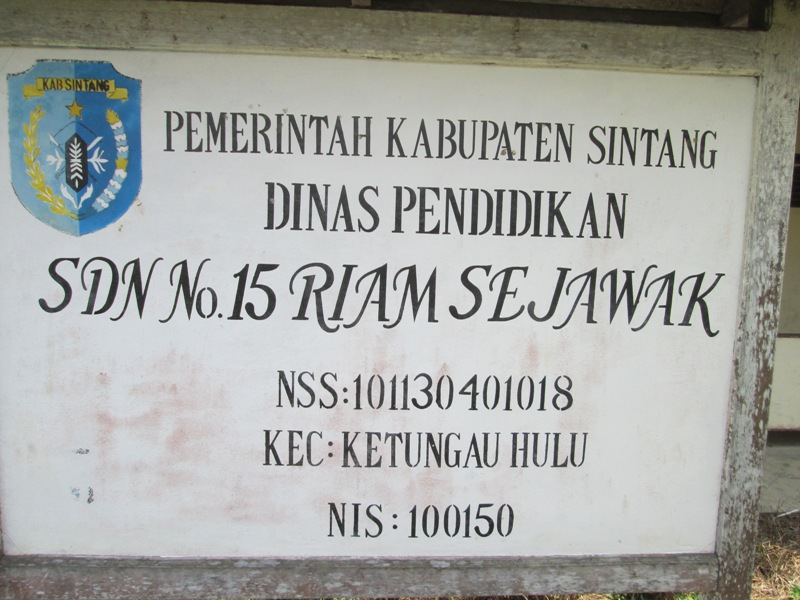 KAB SINTANG
PEMERINTAH KABUPATEN SINTANG
DINAS PENDIDIKAN
SDN No. 15 RIAM SEJAWAK
NSS: 101130401018
KEC: KETUNGAU HULU
NIS: 100150